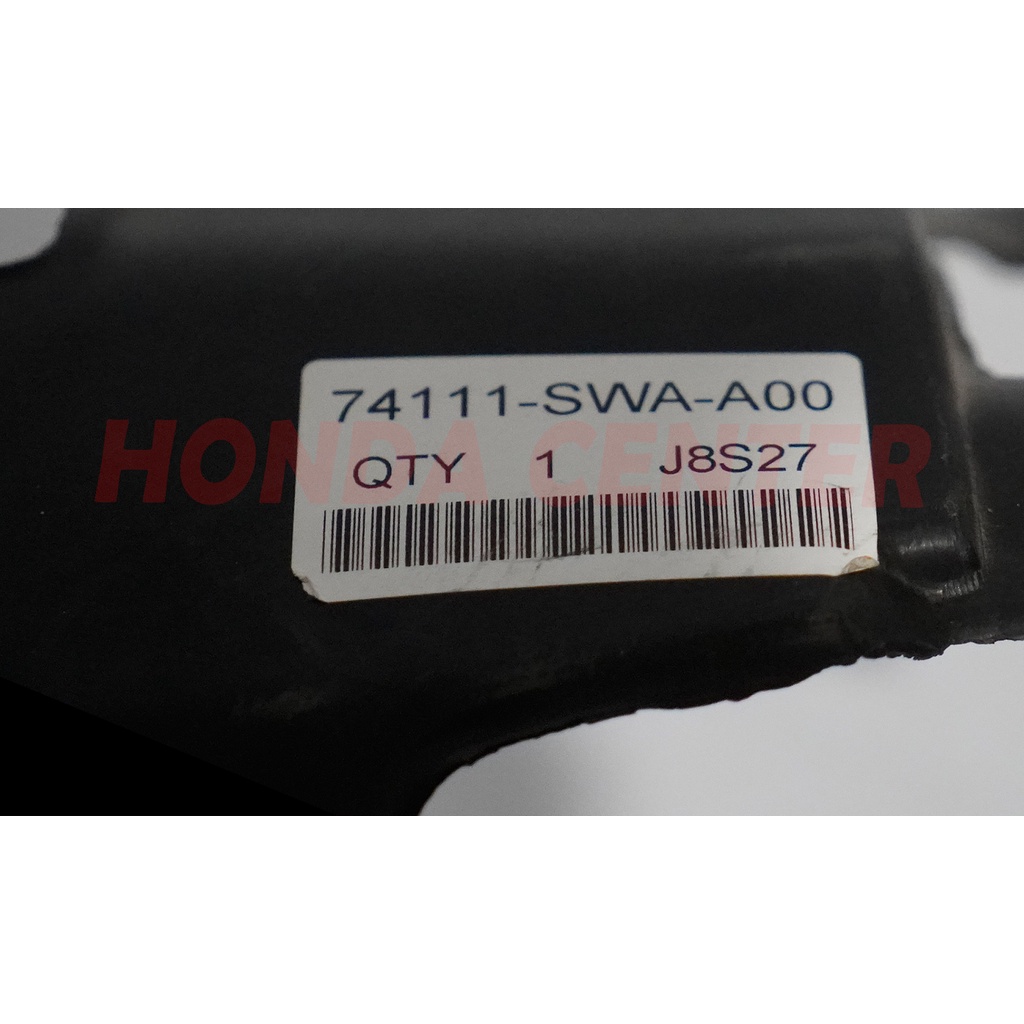 74111-SWA-A00
HONDA CENTER
QTY 1 J8S27